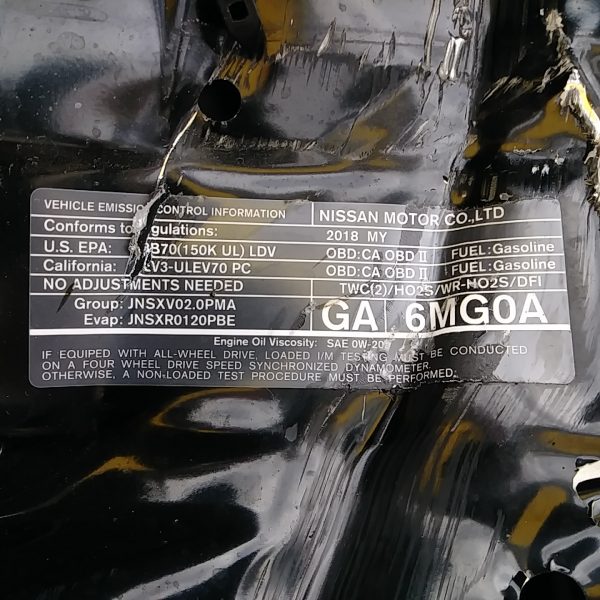 VEHICLE EMISSION CONTROL INFORMATION
NISSAN MOTOR CO.,LTD
Conforms to regulations:
2018 MY
U.S. EPA: B70(150K UL) LDV
OBD:CA OBD II
FUEL:Gasoline
California: LEV3-ULEV70 PC
OBD:CA OBD II
FUEL:Gasoline
NO ADJUSTMENTS NEEDED
TWC(2)/HO2S/WR-HO2S/DFI
Group: JNSXV02.0PMA
Evap: JNSXR0120PBE
GA 6MG0A
Engine Oil Viscosity: SAE 0W-20
IF EQUIPED WITH ALL-WHEEL DRIVE, LOADED I/M TESTING MUST BE CONDUCTED
ON A FOUR WHEEL DRIVE SPEED SYNCHRONIZED DYNAMOMETER.
OTHERWISE, A NON-LOADED TEST PROCEDURE MUST BE PERFORMED.